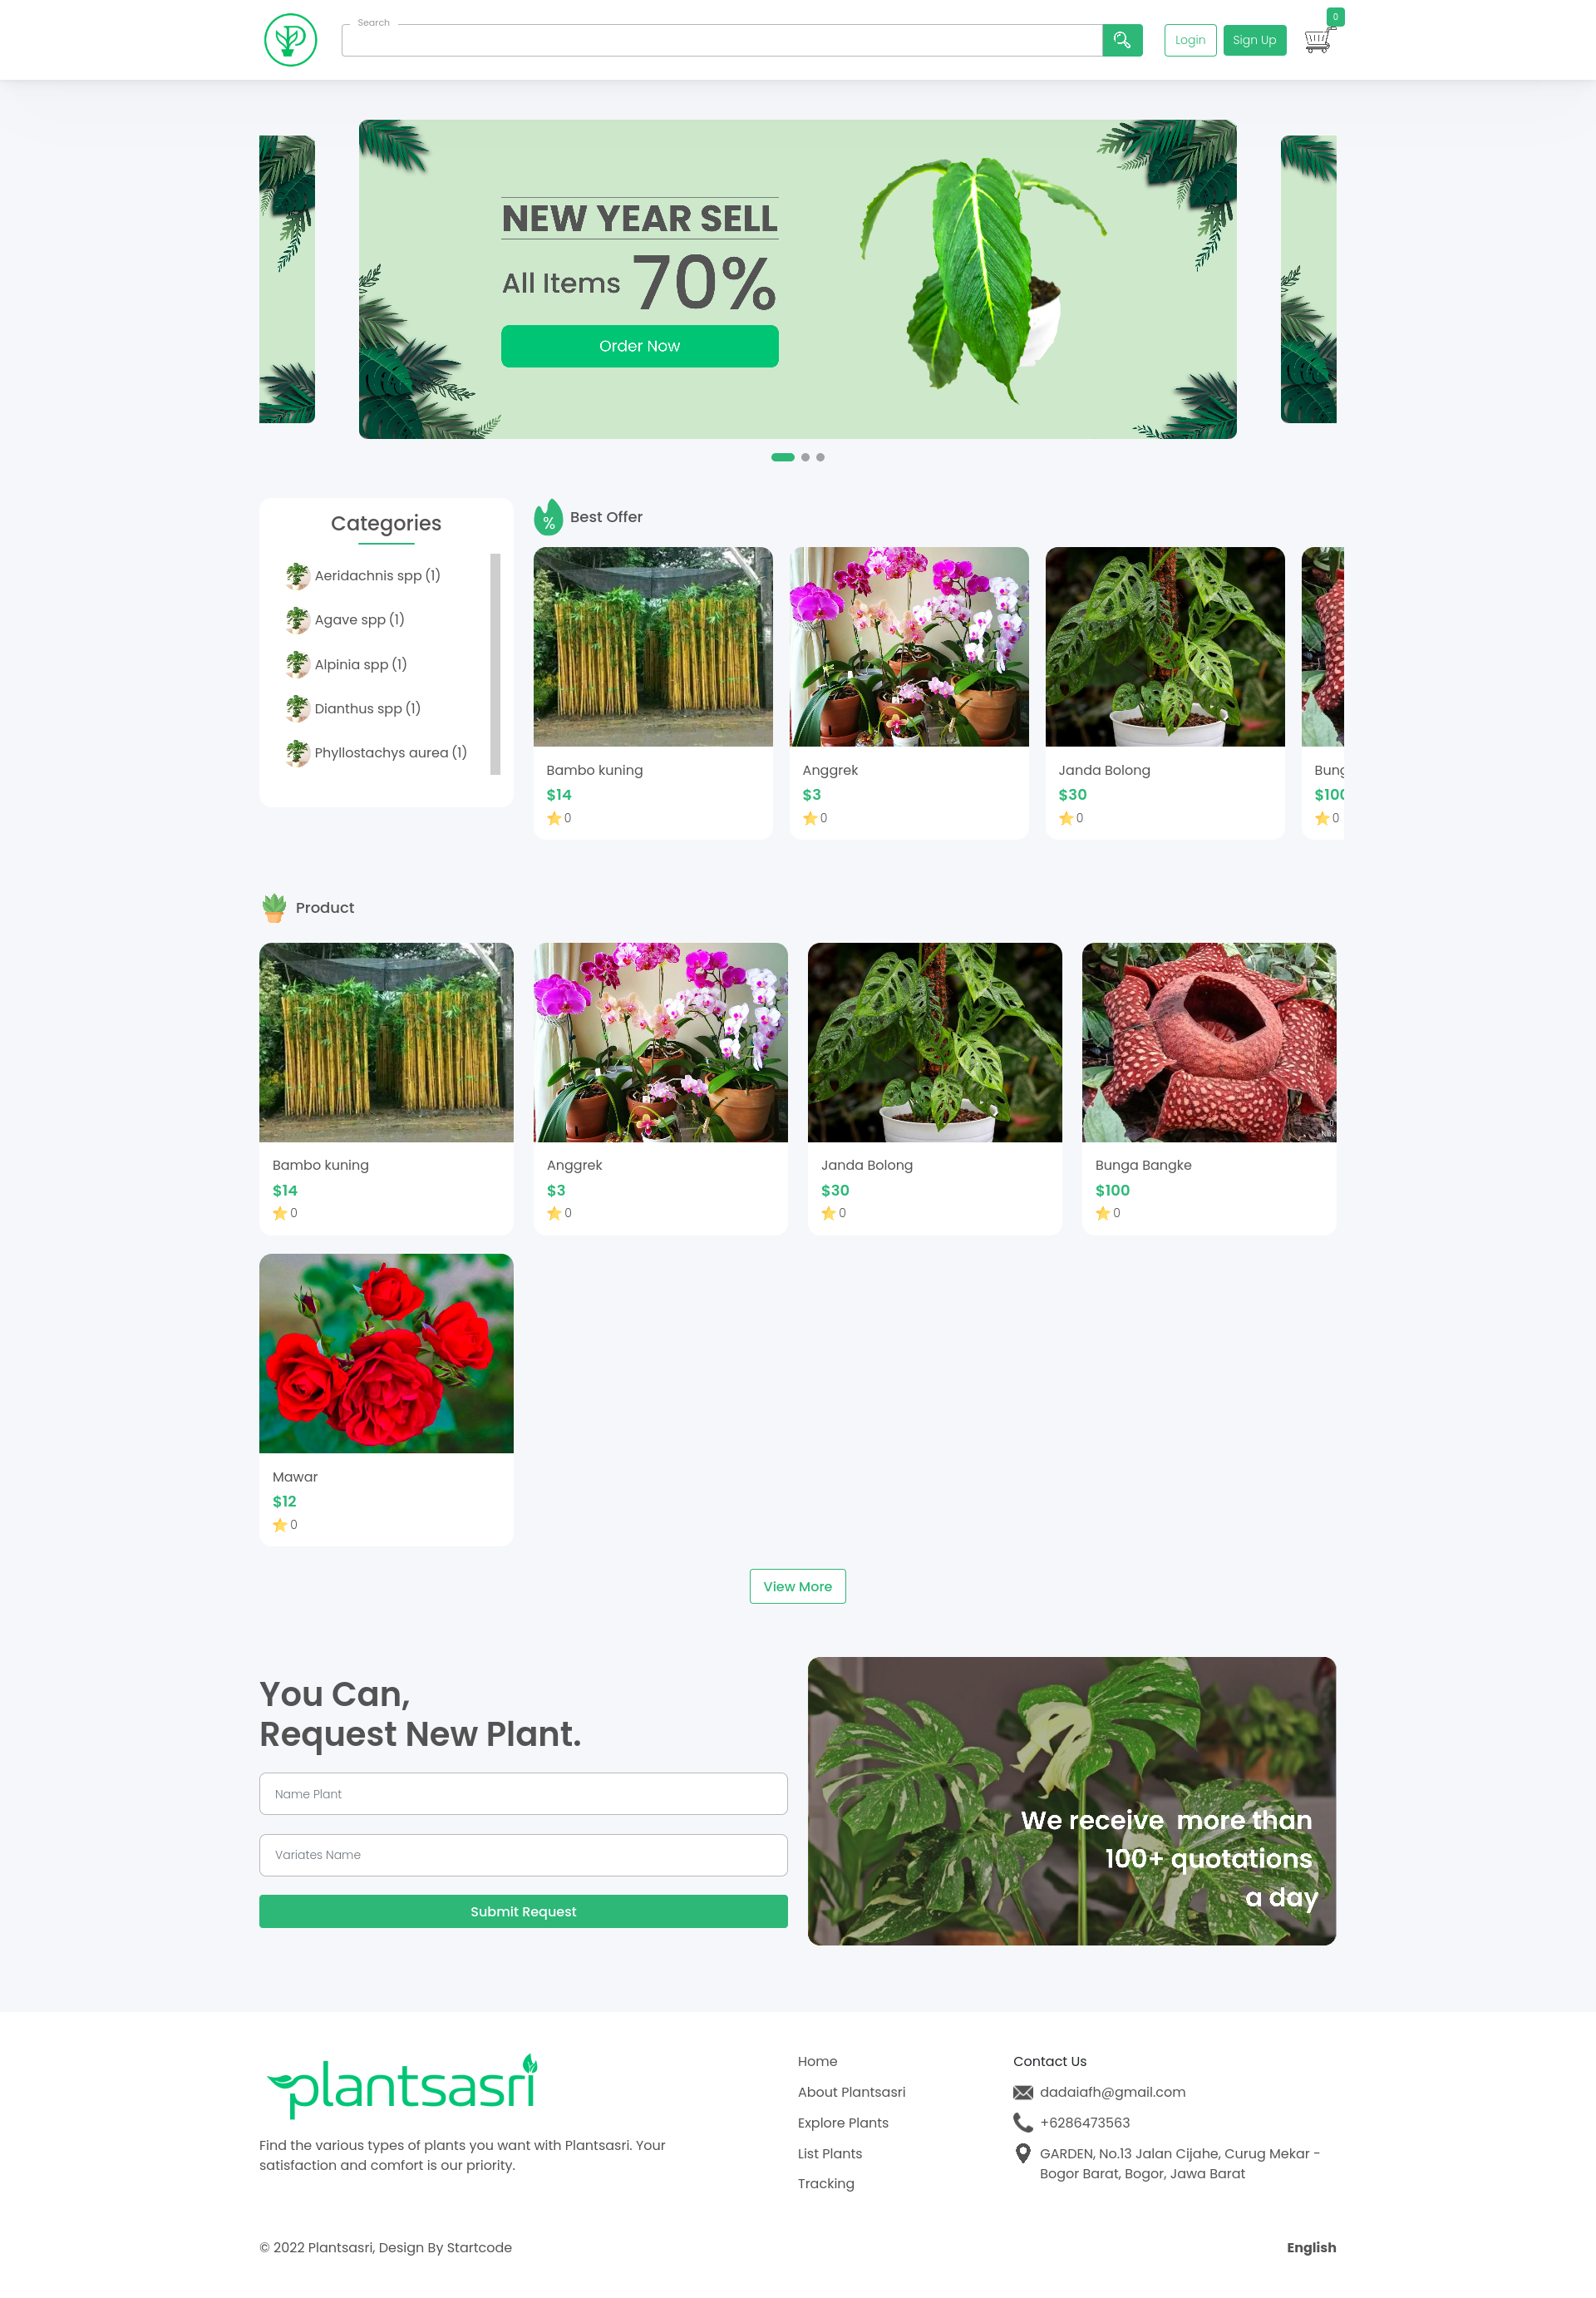 Search
Login
Sign Up
0
NEW YEAR SELL
All Items 70%
Order Now
Categories
Aeridachnis spp (1)
Agave spp (1)
Alpinia spp (1)
Dianthus spp (1)
Phyllostachys aurea (1)
%
Best Offer
Bambo kuning
$14
0
Anggrek
$3
0
Janda Bolong
$30
0
Bung
$100
0
Product
Bambo kuning
$14
0
Anggrek
$3
0
Janda Bolong
$30
0
Bunga Bangke
$100
0
Mawar
$12
0
View More
You Can,
Request New Plant.
Name Plant
Variates Name
Submit Request
We receive more than
100+ quotations
a day
plantsasri
Find the various types of plants you want with Plantsasri. Your
satisfaction and comfort is our priority.
Home
About Plantsasri
Explore Plants
List Plants
Tracking
Contact Us
dadaiafh@gmail.com
+6286473563
GARDEN, No.13 Jalan Cijahe, Curug Mekar -
Bogor Barat, Bogor, Jawa Barat
© 2022 Plantsasri, Design By Startcode
English